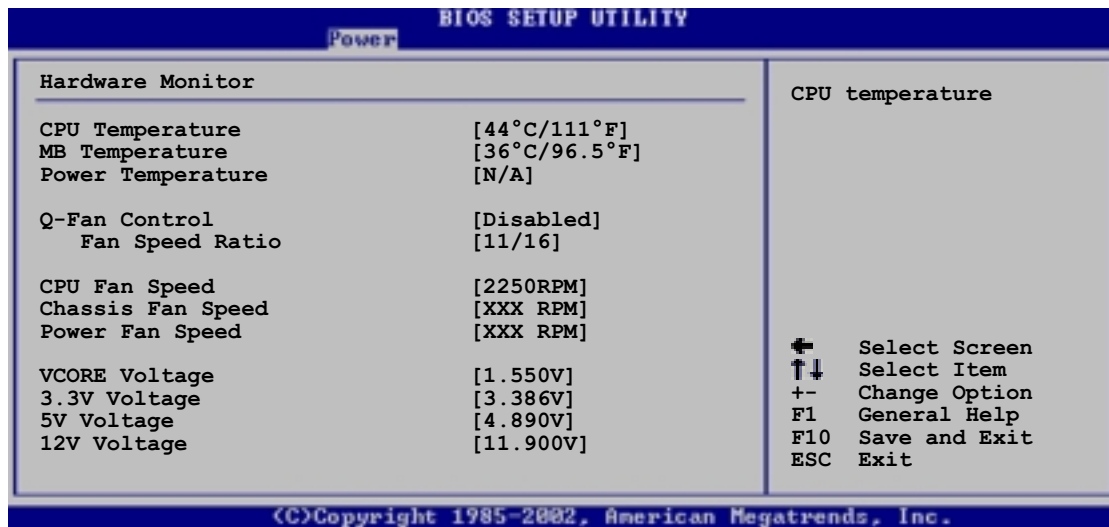 BIOS SETUP UTILITY
Power
Hardware Monitor
CPU Temperature [44°C/111°F]
MB Temperature [36°C/96.5°F]
Power Temperature [N/A]
Q-Fan Control [Disabled]
Fan Speed Ratio [11/16]
CPU Fan Speed [2250RPM]
Chassis Fan Speed [XXX RPM]
Power Fan Speed [XXX RPM]
VCORE Voltage [1.550V]
3.3V Voltage [3.386V]
5V Voltage [4.890V]
12V Voltage [11.900V]
CPU temperature
← Select Screen
↑↓ Select Item
+- Change Option
F1 General Help
F10 Save and Exit
ESC Exit
(C)Copyright 1985-2002, American Megatrends, Inc.